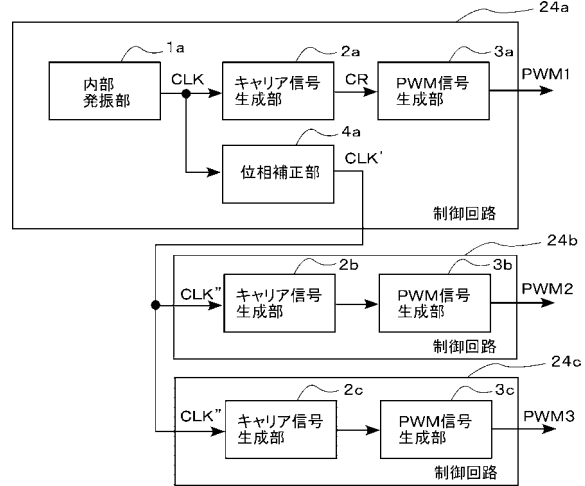 24a
1a
2a
3a
内部
発振部
CLK
キャリア信号
生成部
CR
PWM信号
生成部
PWM1
4a
位相補正部
CLK'
制御回路
24b
2b
3b
CLK"
キャリア信号
生成部
PWM信号
生成部
PWM2
制御回路
24c
2c
3c
CLK"
キャリア信号
生成部
PWM信号
生成部
PWM3
制御回路